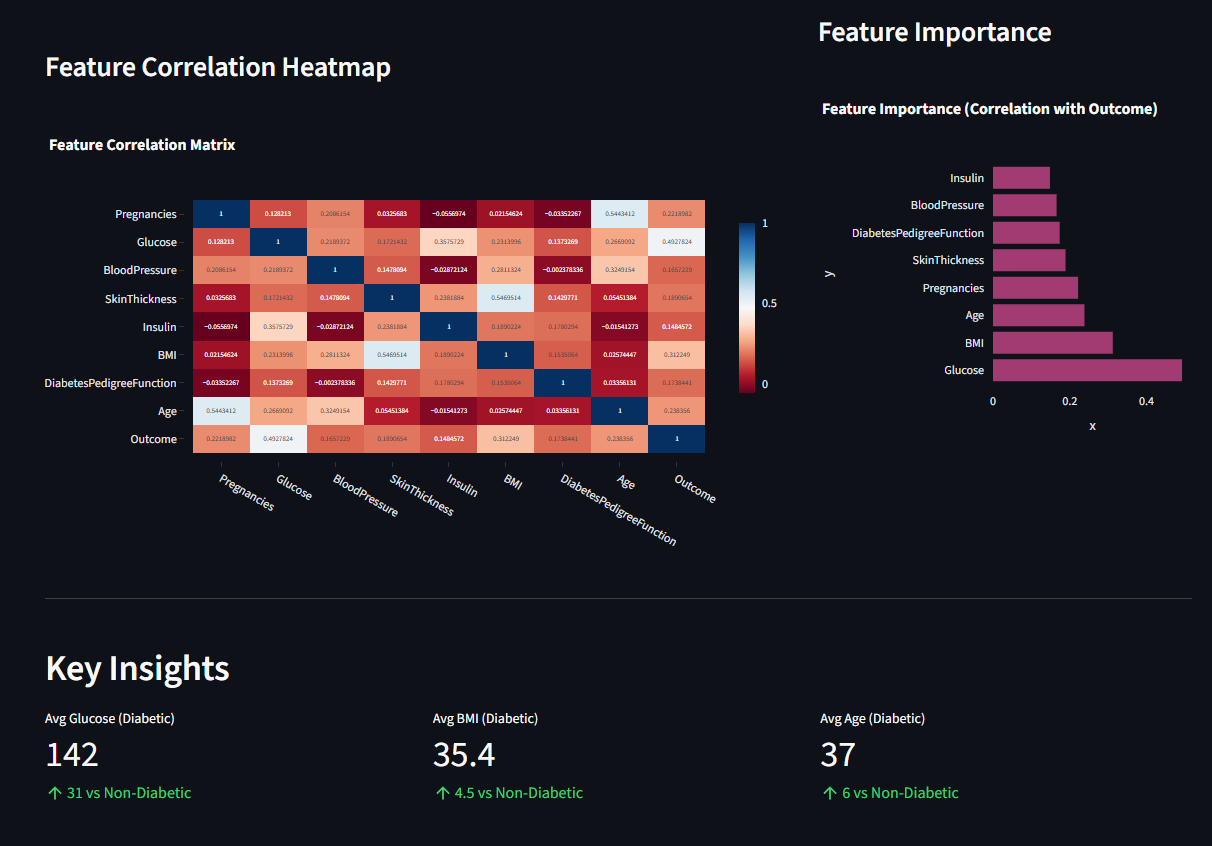 Feature Correlation Heatmap
Feature Correlation Matrix
Pregnancies 1 0.128213 0.2086154 0.0325683 −0.0556974 0.02154624 −0.03352267 0.5443412 0.2218982
Glucose 0.128213 1 0.2189372 0.1721432 0.3575729 0.2313996 0.1373269 0.2669092 0.4927824
BloodPressure 0.2086154 0.2189372 1 0.1478094 −0.02872124 0.2811324 −0.002378336 0.3249154 0.1657229
SkinThickness 0.0325683 0.1721432 0.1478094 1 0.2381884 0.5469514 0.1429771 0.05451384 0.1890654
Insulin −0.0556974 0.3575729 −0.02872124 0.2381884 1 0.1890224 0.1780294 −0.01541273 0.1484572
BMI 0.02154624 0.2313996 0.2811324 0.5469514 0.1890224 1 0.1535064 0.02574447 0.312249
DiabetesPedigreeFunction −0.03352267 0.1373269 −0.002378336 0.1429771 0.1780294 0.1535064 1 0.03356131 0.1738441
Age 0.5443412 0.2669092 0.3249154 0.05451384 −0.01541273 0.02574447 0.03356131 1 0.238356
Outcome 0.2218982 0.4927824 0.1657229 0.1890654 0.1484572 0.312249 0.1738441 0.238356 1
Pregnancies Glucose BloodPressure SkinThickness Insulin BMI DiabetesPedigreeFunction Age Outcome
1
0.5
0
Feature Importance
Feature Importance (Correlation with Outcome)
y
Insulin
BloodPressure
DiabetesPedigreeFunction
SkinThickness
Pregnancies
Age
BMI
Glucose
0 0.2 0.4
x
Key Insights
Avg Glucose (Diabetic)
142
↑ 31 vs Non-Diabetic
Avg BMI (Diabetic)
35.4
↑ 4.5 vs Non-Diabetic
Avg Age (Diabetic)
37
↑ 6 vs Non-Diabetic